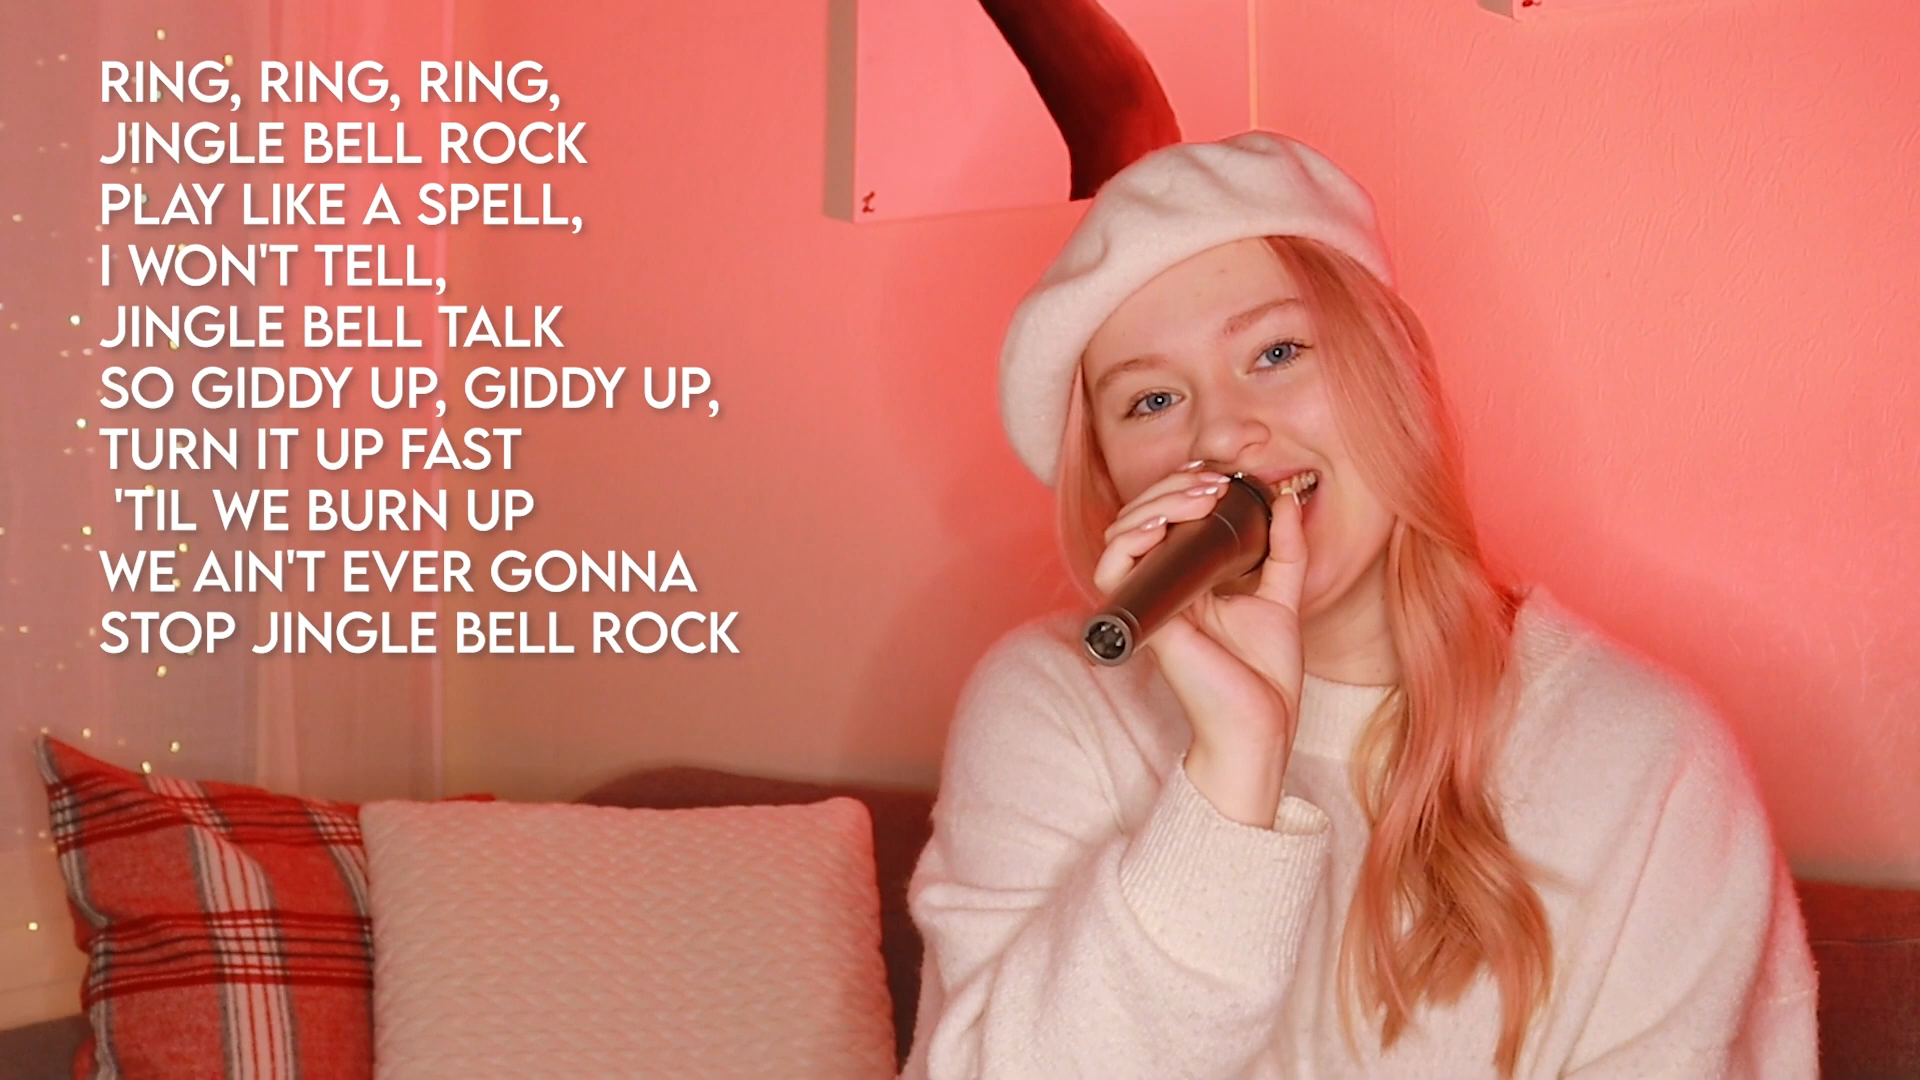 RING, RING, RING,
JINGLE BELL ROCK
PLAY LIKE A SPELL,
I WON'T TELL,
JINGLE BELL TALK
SO GIDDY UP, GIDDY UP,
TURN IT UP FAST
'TIL WE BURN UP
WE AIN'T EVER GONNA
STOP JINGLE BELL ROCK